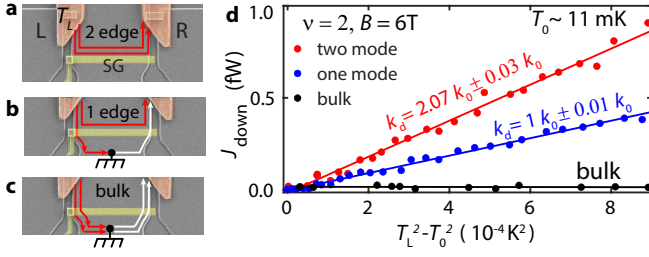 a
T_L
L
2 edge
R
SG
b
1 edge
c
bulk
d
ν = 2, B = 6T
T_0 ~ 11 mK
two mode
one mode
bulk
k_d = 2.07 k_0 ± 0.03 k_0
k_d = 1 k_0 ± 0.01 k_0
bulk
J_down (fW)
1.0
0.5
0.0
0
2
4
6
8
T_L^2-T_0^2 (10^-4 K^2)